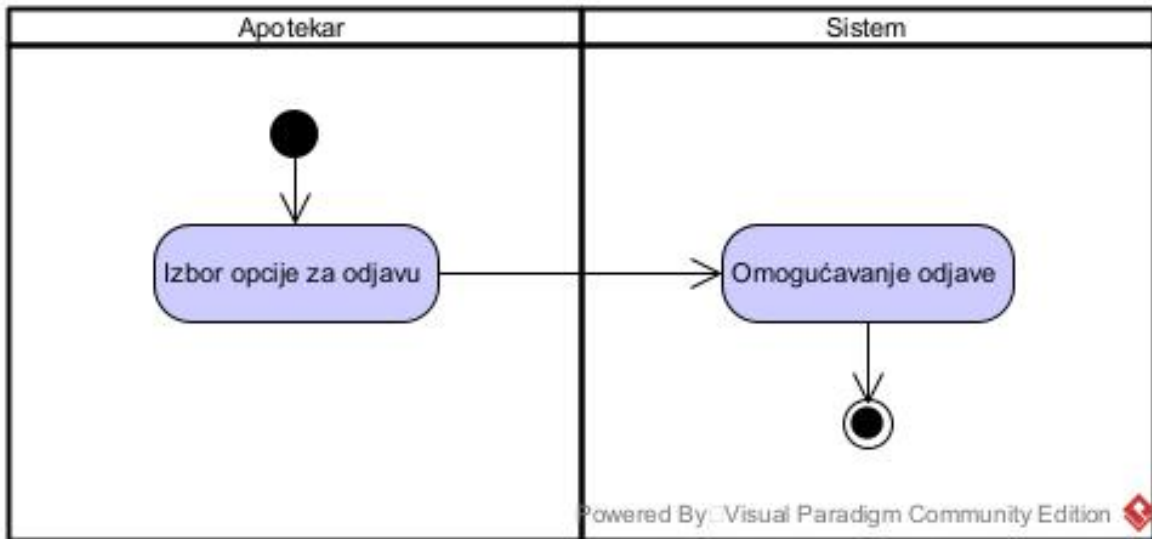 Apotekar
Sistem
Izbor opcije za odjavu
Omogućavanje odjave
Powered By Visual Paradigm Community Edition